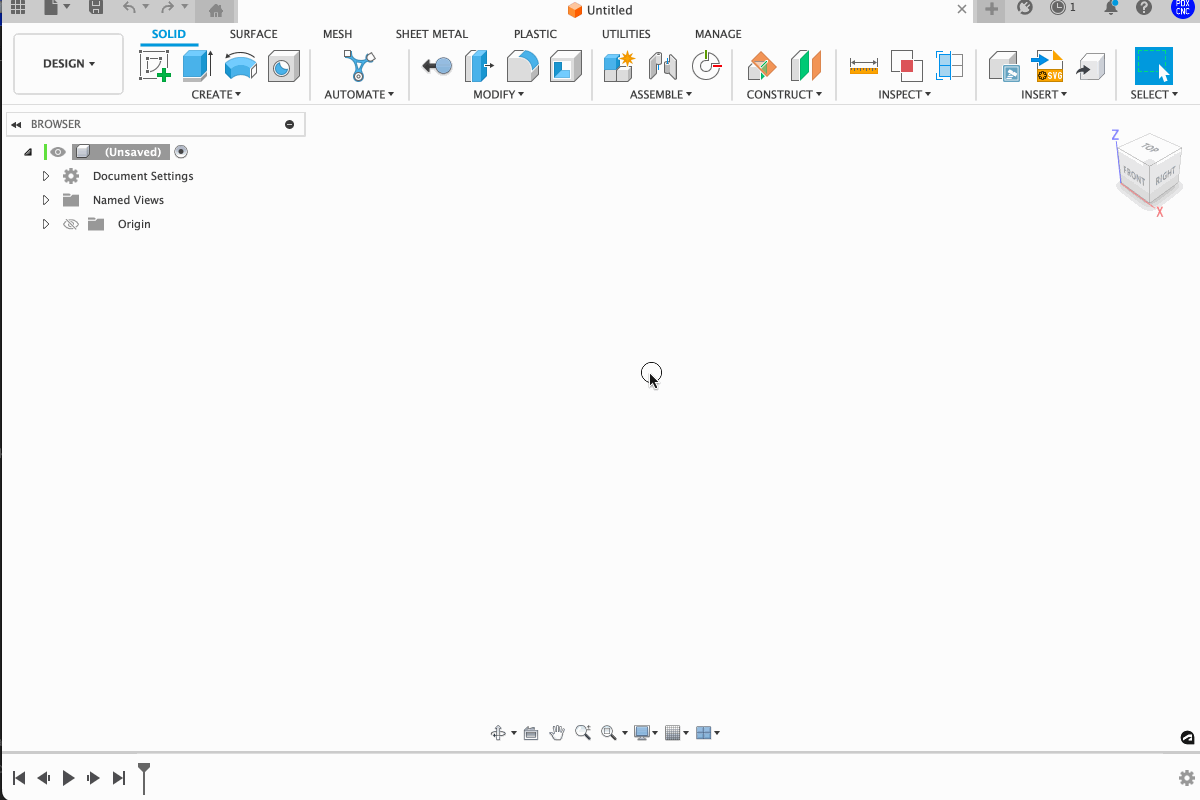 Untitled
1
PDX
CNC
SOLID
SURFACE
MESH
SHEET METAL
PLASTIC
UTILITIES
MANAGE
DESIGN
SVG
CREATE
AUTOMATE
MODIFY
ASSEMBLE
CONSTRUCT
INSPECT
INSERT
SELECT
BROWSER
(Unsaved)
Document Settings
Named Views
Origin
Z
TOP
FRONT
RIGHT
X